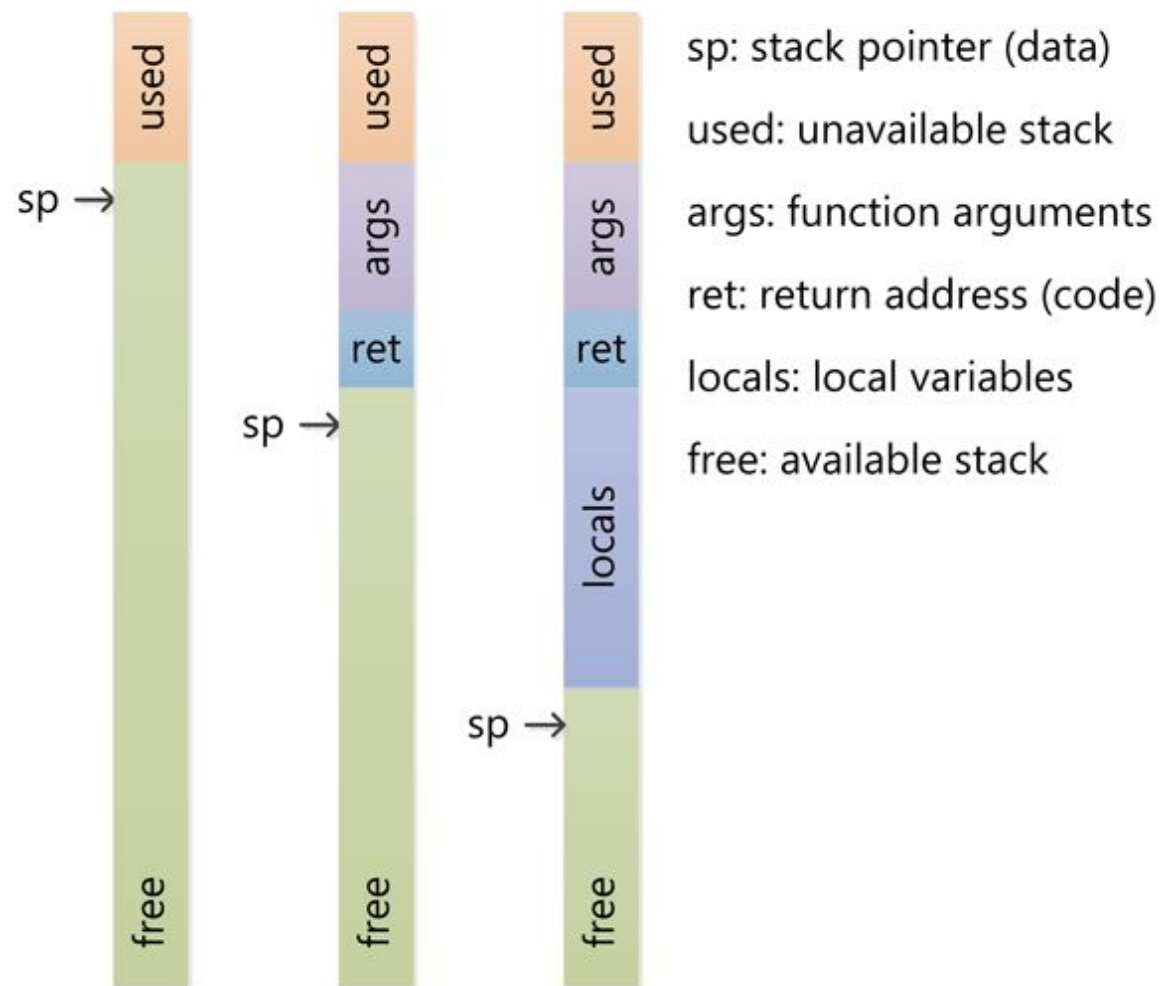 used
sp →
free
used
args
ret
sp →
free
used
args
ret
locals
sp →
free
sp: stack pointer (data)
used: unavailable stack
args: function arguments
ret: return address (code)
locals: local variables
free: available stack